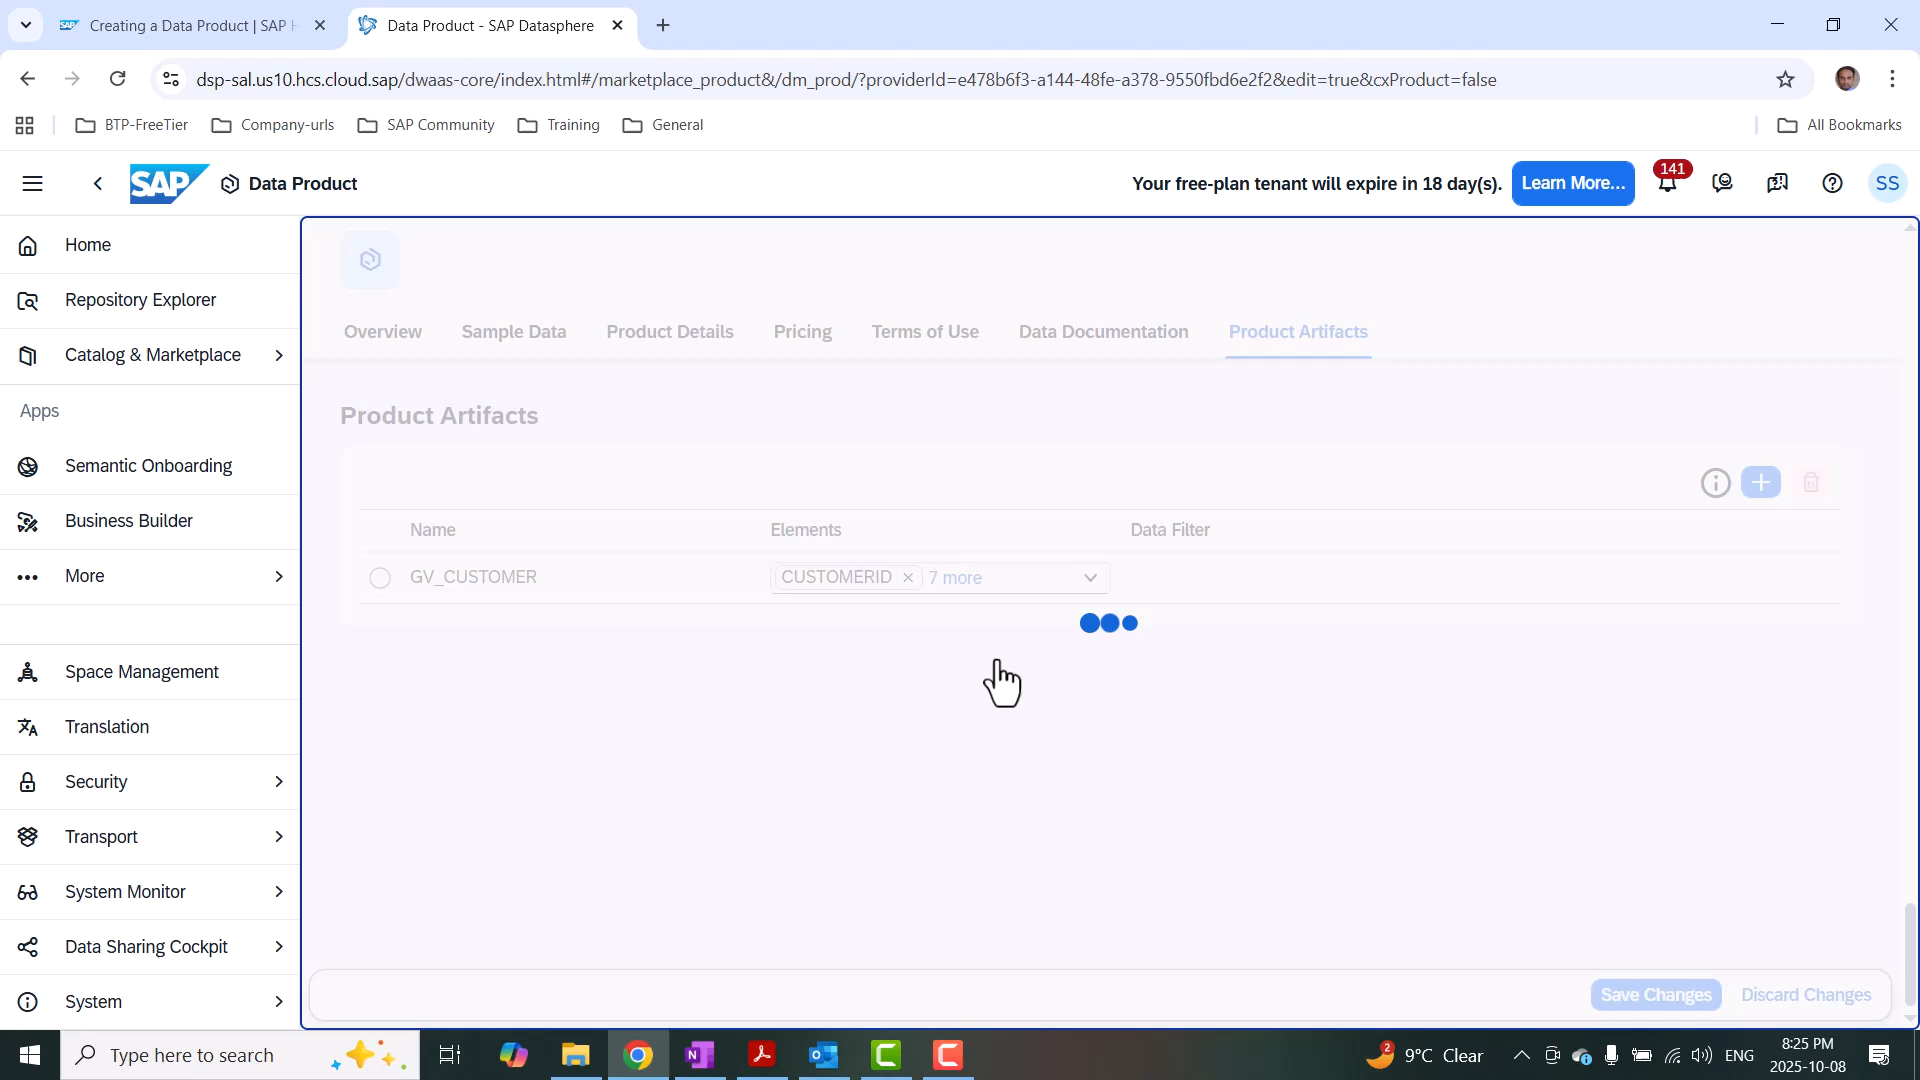 Creating a Data Product | SAP H
Data Product - SAP Datasphere
dsp-sal.us10.hcs.cloud.sap/dwaas-core/index.html#/marketplace_product&/dm_prod/?providerId=e478b6f3-a144-48fe-a378-9550fbd6e2f2&edit=true&cxProduct=false
BTP-FreeTier
Company-urls
SAP Community
Training
General
All Bookmarks
SAP
Data Product
Your free-plan tenant will expire in 18 day(s).
Learn More...
141
SS
Home
Repository Explorer
Catalog & Marketplace
Apps
Semantic Onboarding
Business Builder
More
Space Management
Translation
Security
Transport
System Monitor
Data Sharing Cockpit
System
Overview
Sample Data
Product Details
Pricing
Terms of Use
Data Documentation
Product Artifacts
Product Artifacts
Name
Elements
Data Filter
GV_CUSTOMER
CUSTOMERID
7 more
Save Changes
Discard Changes
Type here to search
2
9°C Clear
ENG
8:25 PM
2025-10-08